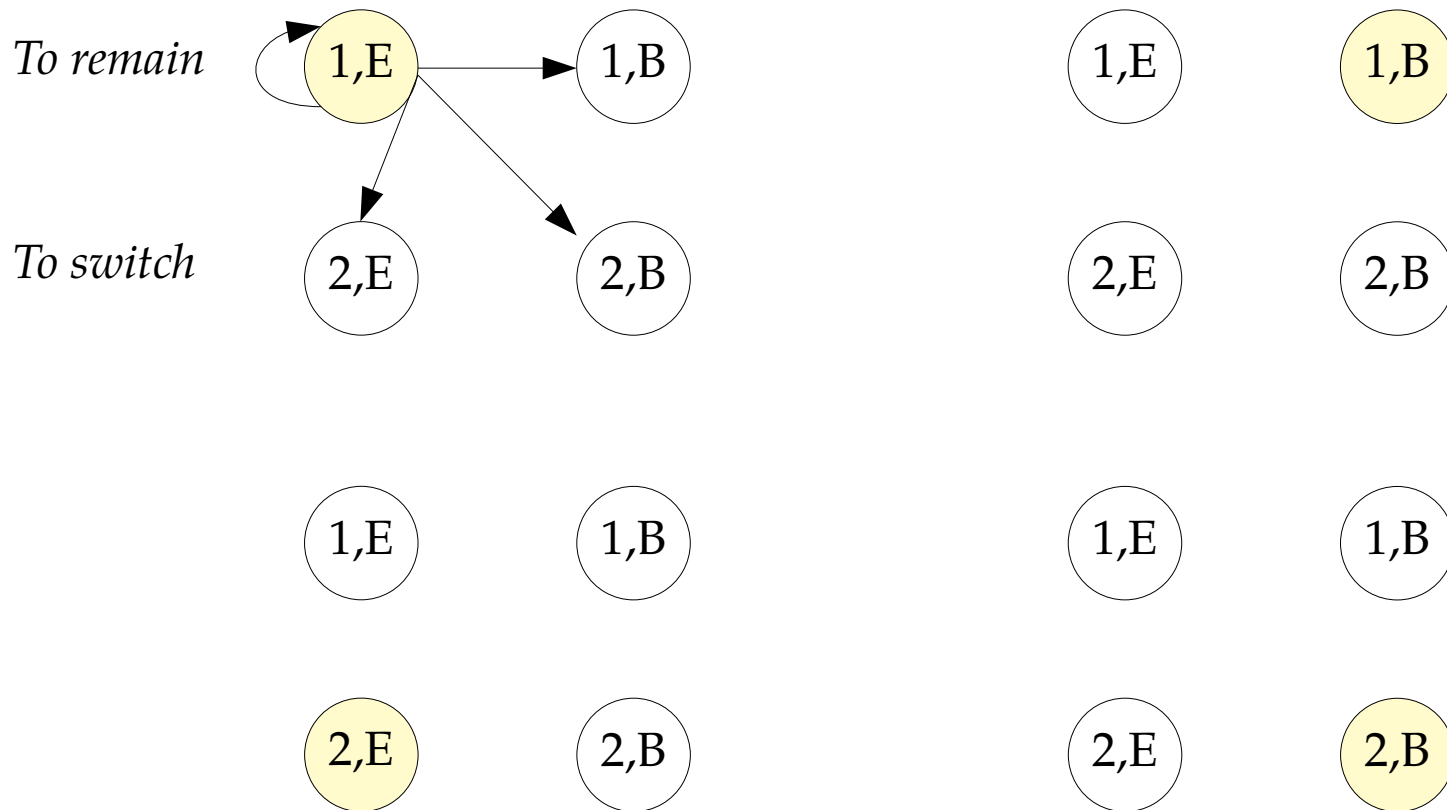 To remain 1,E 1,B 1,E 1,B
To switch 2,E 2,B 2,E 2,B
1,E 1,B 1,E 1,B
2,E 2,B 2,E 2,B